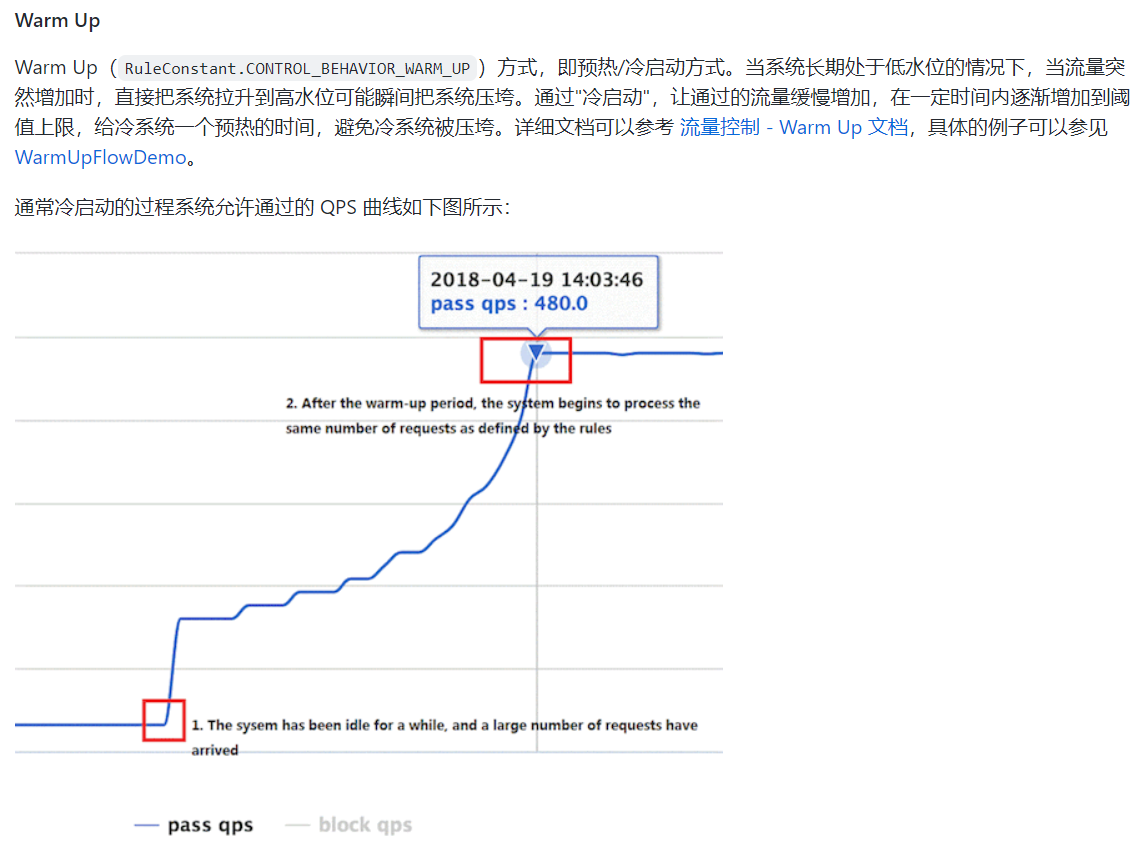 Warm Up
Warm Up（RuleConstant.CONTROL_BEHAVIOR_WARM_UP）方式，即预热/冷启动方式。当系统长期处于低水位的情况下，当流量突
然增加时，直接把系统拉升到高水位可能瞬间把系统压垮。通过"冷启动"，让通过的流量缓慢增加，在一定时间内逐渐增加到阈
值上限，给冷系统一个预热的时间，避免冷系统被压垮。详细文档可以参考 流量控制 - Warm Up 文档，具体的例子可以参见
WarmUpFlowDemo。
通常冷启动的过程系统允许通过的 QPS 曲线如下图所示：
2018-04-19 14:03:46
pass qps : 480.0
2. After the warm-up period, the system begins to process the
same number of requests as defined by the rules
1. The sysem has been idle for a while, and a large number of requests have
arrived
pass qps
block qps